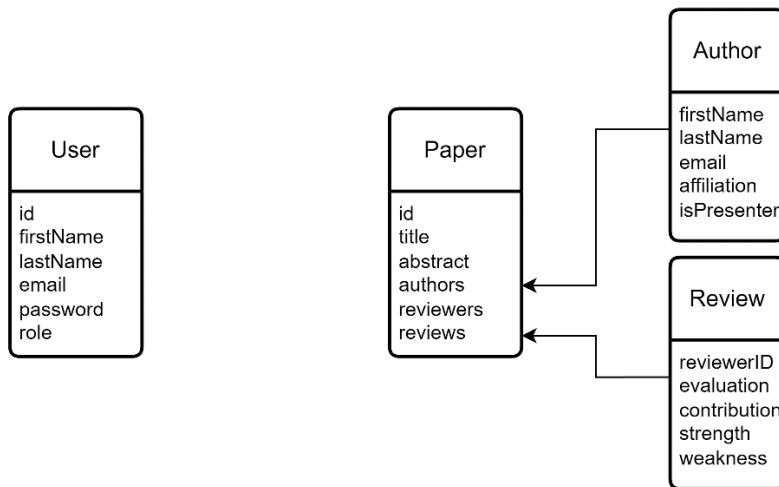 User
id
firstName
lastName
email
password
role
Paper
id
title
abstract
authors
reviewers
reviews
Author
firstName
lastName
email
affiliation
isPresenter
Review
reviewerID
evaluation
contribution
strength
weakness